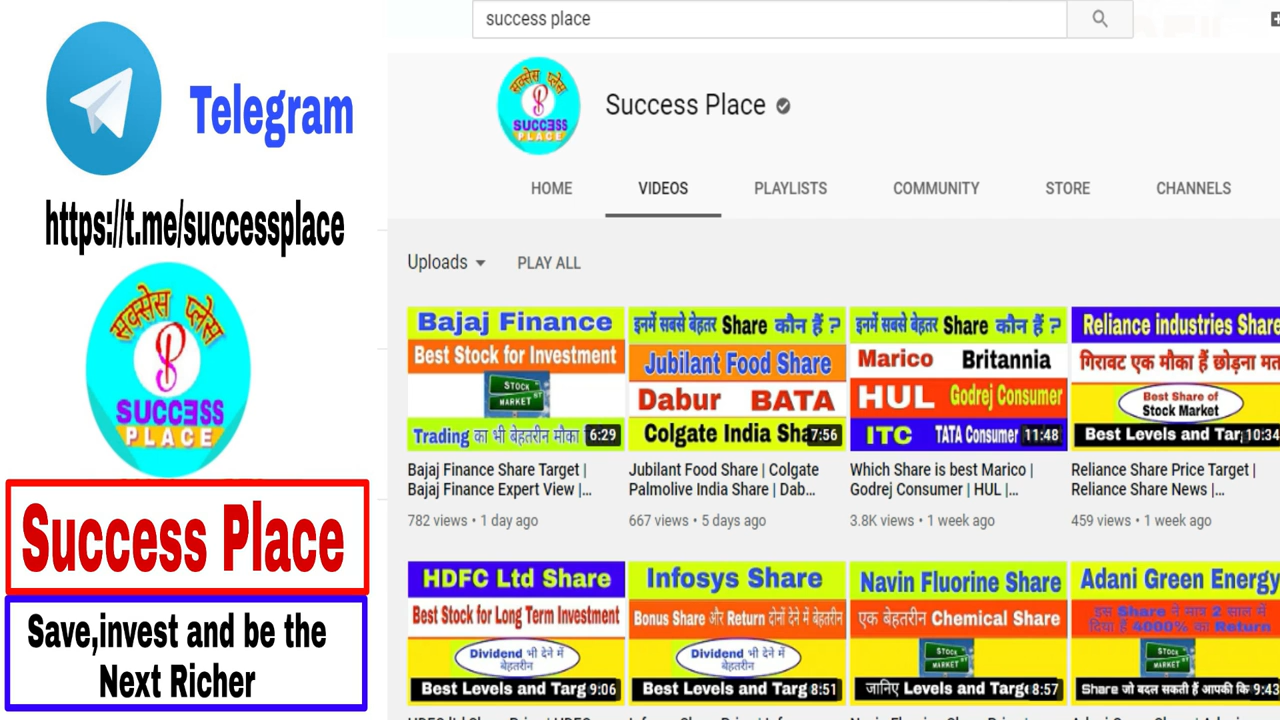 Telegram
https://t.me/successplace
सक्सेस प्लेस
SUCCESS
PLACE
Success Place
Save,invest and be the
Next Richer
success place
सक्सेस प्लेस
SUCCESS
PLACE
Success Place
HOME
VIDEOS
PLAYLISTS
COMMUNITY
STORE
CHANNELS
Uploads
PLAY ALL
Bajaj Finance
Best Stock for Investment
STOCK
MARKET
Trading का भी बेहतरीन मौका
6:29
Bajaj Finance Share Target |
Bajaj Finance Expert View |...
782 views • 1 day ago
इनमें सबसे बेहतर Share कौन हैं ?
Jubilant Food Share
Dabur BATA
Colgate India Sha
7:56
Jubilant Food Share | Colgate
Palmolive India Share | Dab...
667 views • 5 days ago
इनमें सबसे बेहतर Share कौन हैं ?
Marico Britannia
HUL Godrej Consumer
ITC TATA Consumer
11:48
Which Share is best Marico |
Godrej Consumer | HUL |...
3.8K views • 1 week ago
Reliance industries Share
गिरावट एक मौका हैं छोड़ना मत
Best Share of
Stock Market
Best Levels and Tar
10:34
Reliance Share Price Target |
Reliance Share News |...
459 views • 1 week ago
HDFC Ltd Share
Best Stock for Long Term Investment
Dividend भी देने में
बेहतरीन
Best Levels and Targ
9:06
Infosys Share
Bonus Share और Return दोनों देने में बेहतरीन
Dividend भी देने में
बेहतरीन
Best Levels and Targ
8:51
Navin Fluorine Share
एक बेहतरीन Chemical Share
STOCK
MARKET
जानिए Levels and Targe
8:57
Adani Green Energy
इस Share ने मात्र 2 साल में
दिया हैं 4000% का Return
STOCK
MARKET
Share जो बदल सकती हैं आपकी कि
9:43